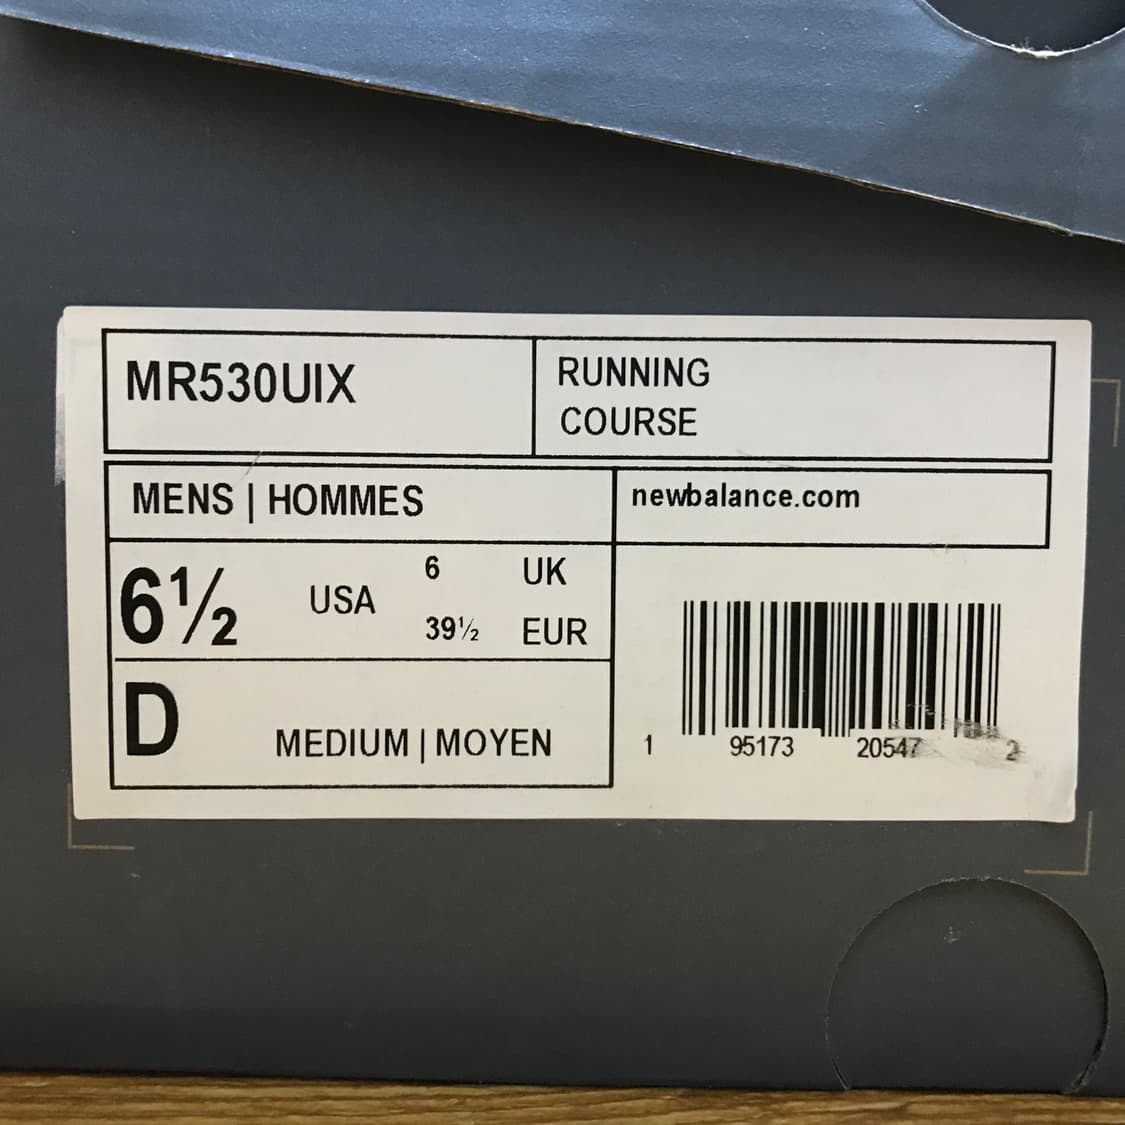 MR530UIX
RUNNING
COURSE
MENS | HOMMES
newbalance.com
6½ USA
6 UK
39½ EUR
D
MEDIUM | MOYEN
1 95173 20547 2